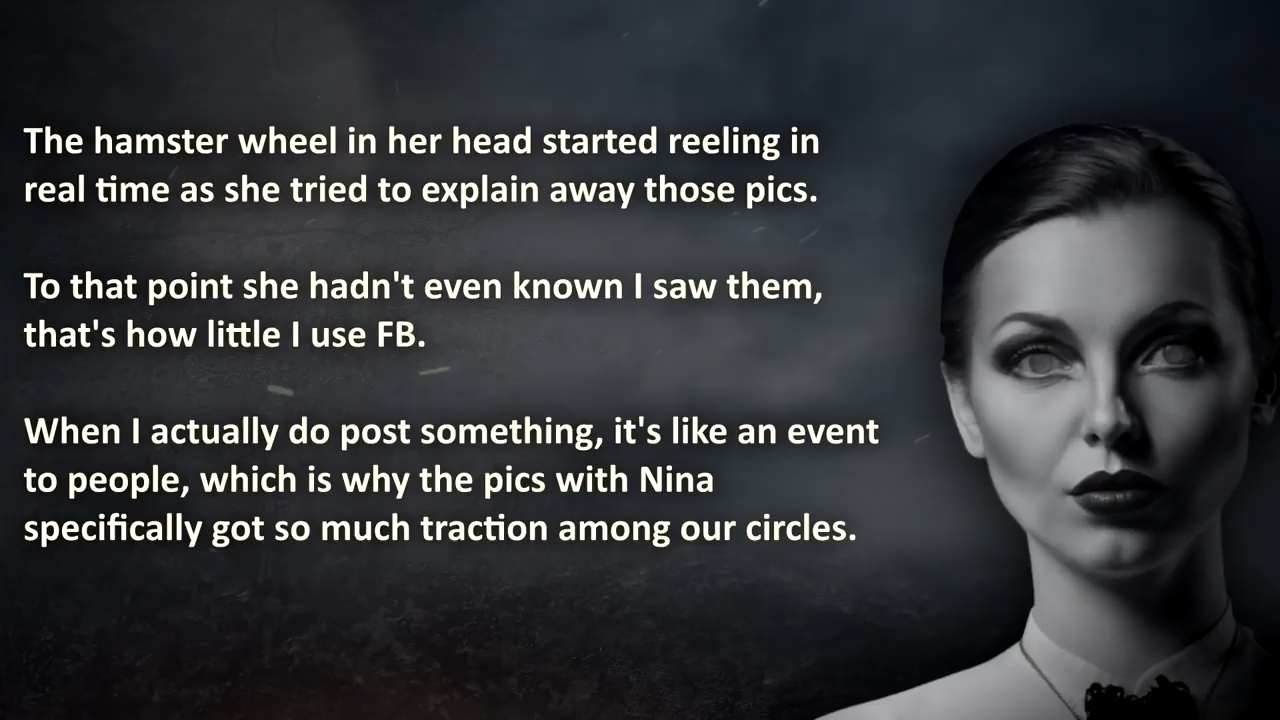 The hamster wheel in her head started reeling in
real time as she tried to explain away those pics.
To that point she hadn't even known I saw them,
that's how little I use FB.
When I actually do post something, it's like an event
to people, which is why the pics with Nina
specifically got so much traction among our circles.